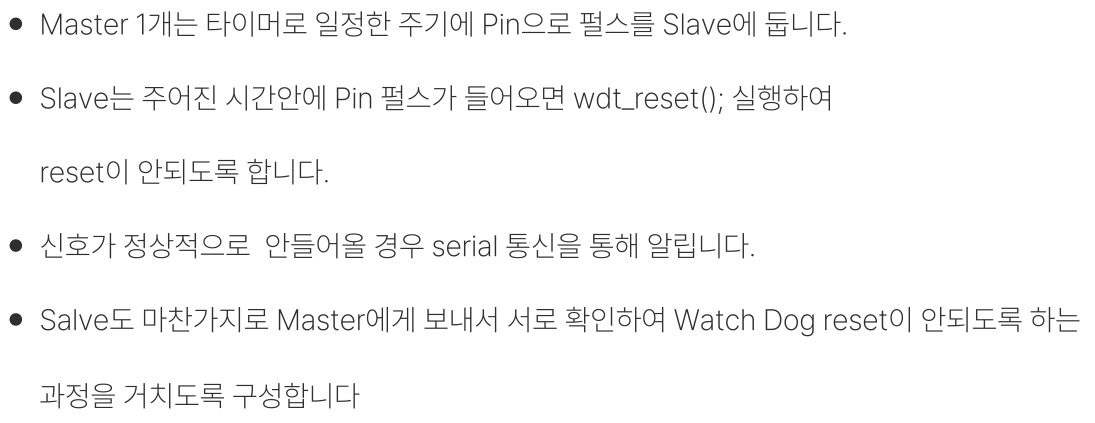 ● Master 1개는 타이머로 일정한 주기에 Pin으로 펄스를 Slave에 둡니다.
● Slave는 주어진 시간안에 Pin 펄스가 들어오면 wdt_reset(); 실행하여
reset이 안되도록 합니다.
● 신호가 정상적으로  안들어올 경우 serial 통신을 통해 알립니다.
● Salve도 마찬가지로 Master에게 보내서 서로 확인하여 Watch Dog reset이 안되도록 하는
과정을 거치도록 구성합니다